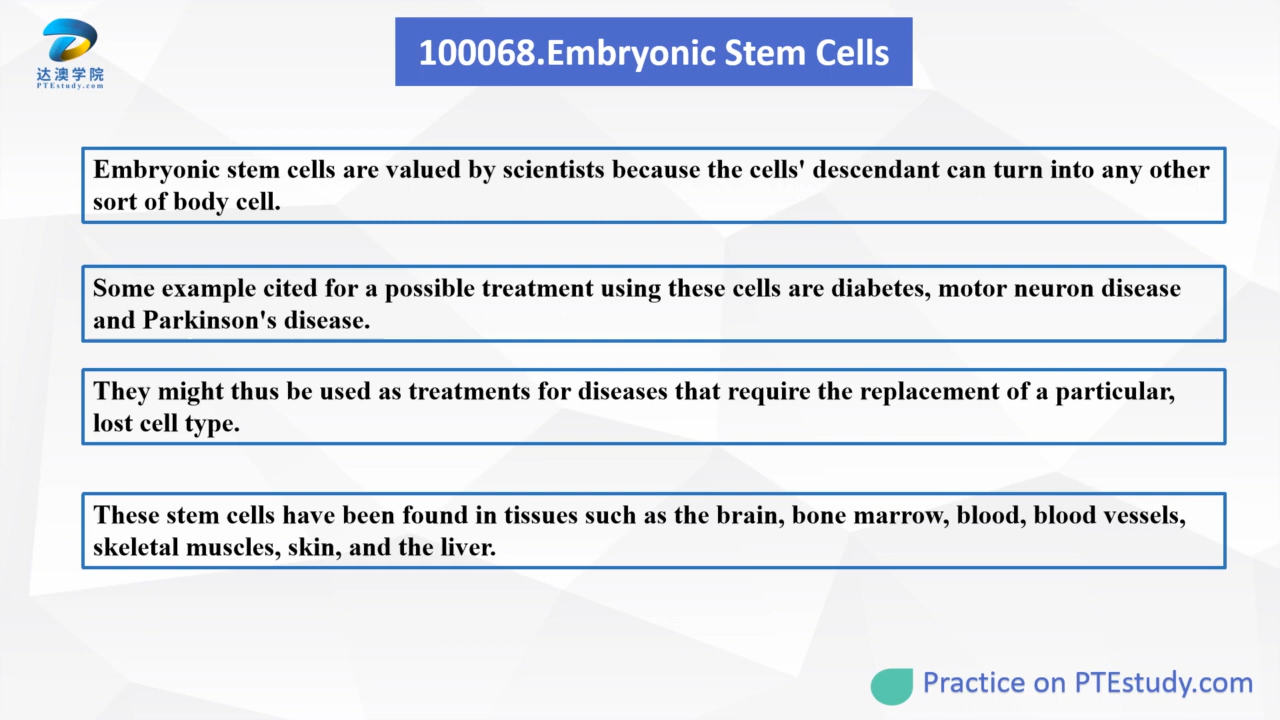 达澳学院
PTEstudy.com
100068.Embryonic Stem Cells
Embryonic stem cells are valued by scientists because the cells' descendant can turn into any other
sort of body cell.
Some example cited for a possible treatment using these cells are diabetes, motor neuron disease
and Parkinson's disease.
They might thus be used as treatments for diseases that require the replacement of a particular,
lost cell type.
These stem cells have been found in tissues such as the brain, bone marrow, blood, blood vessels,
skeletal muscles, skin, and the liver.
Practice on PTEstudy.com